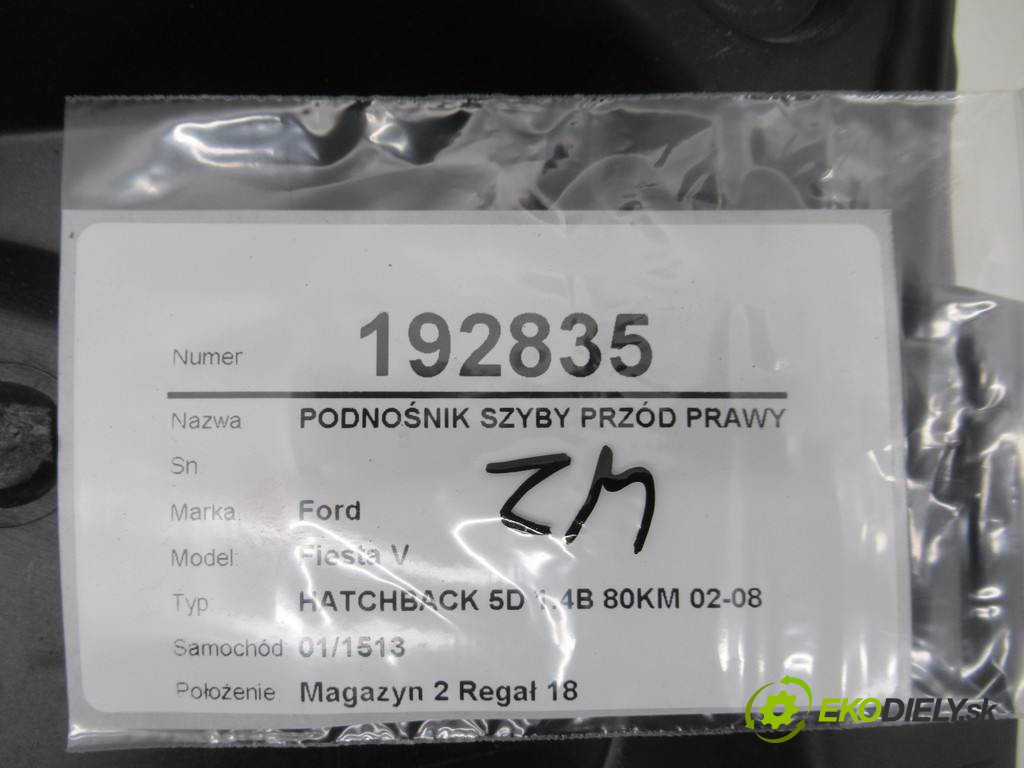 Numer 192835
Nazwa PODNOŚNIK SZYBY PRZÓD PRAWY
Sn
Marka Ford
Model Fiesta V
Typ HATCHBACK 5D 1.4B 80KM 02-08
Samochód 01/1513
Położenie Magazyn 2 Regał 18
EKODIELY.sk